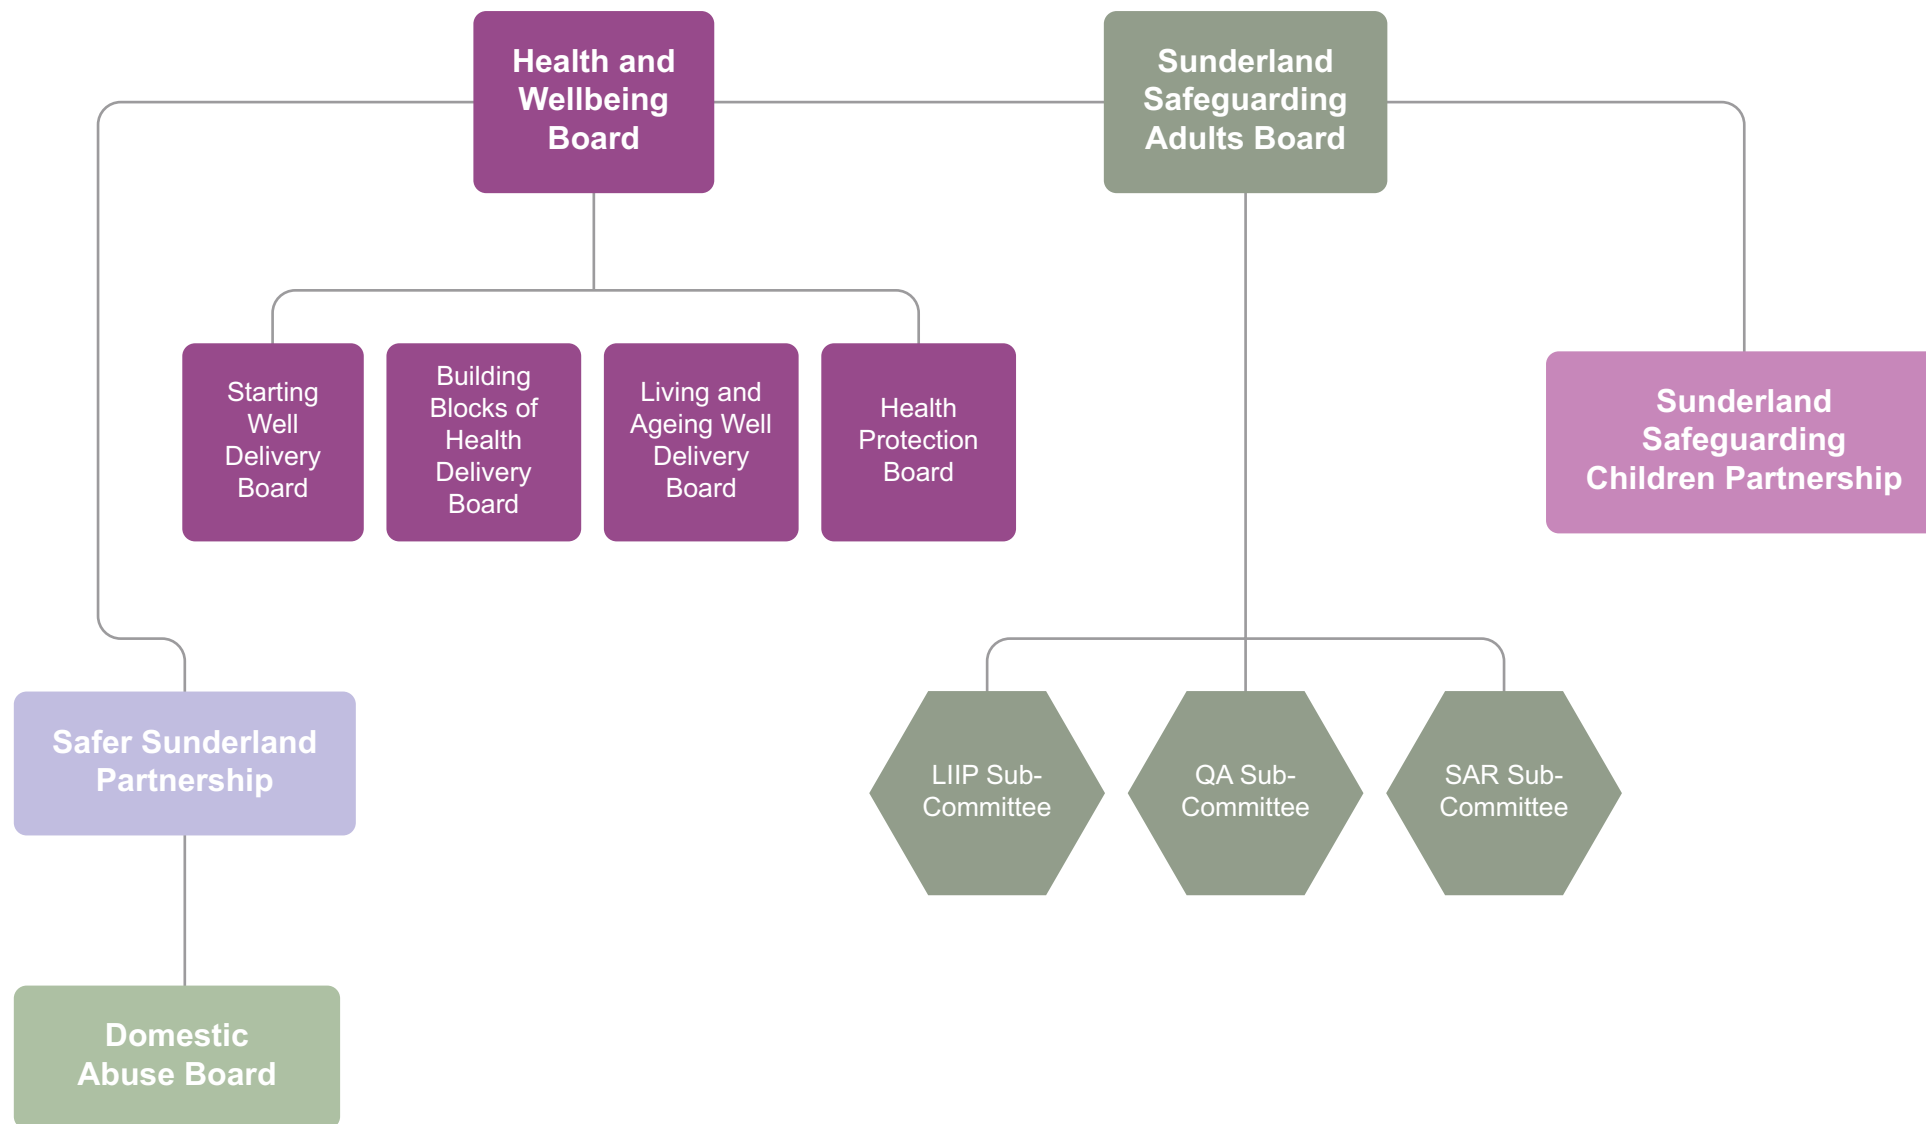 Health and
Wellbeing
Board
Sunderland
Safeguarding
Adults Board
Starting
Well
Delivery
Board
Building
Blocks of
Health
Delivery
Board
Living and
Ageing Well
Delivery
Board
Health
Protection
Board
Sunderland
Safeguarding
Children Partnership
Safer Sunderland
Partnership
LIIP Sub-
Committee
QA Sub-
Committee
SAR Sub-
Committee
Domestic
Abuse Board